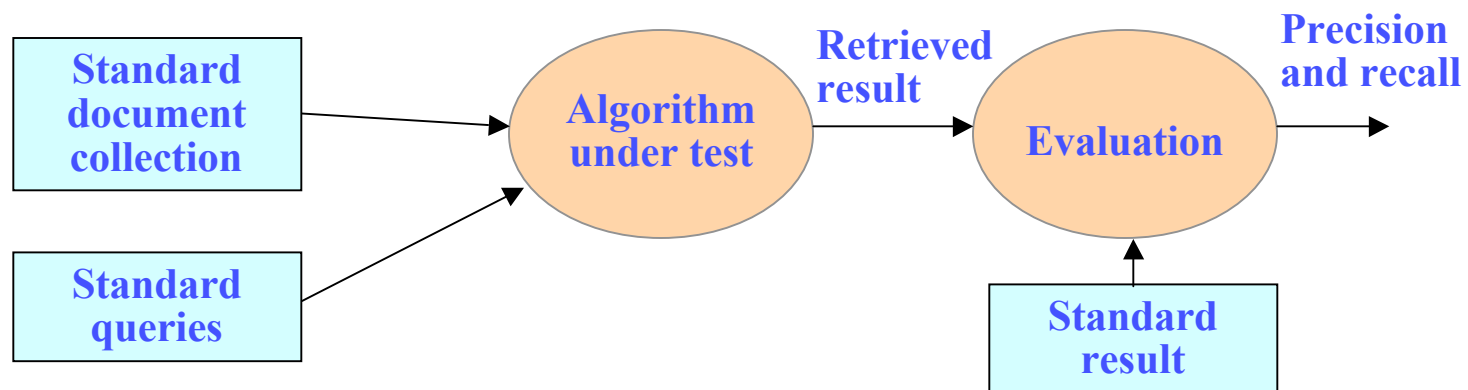 Standard
document
collection
Standard
queries
Algorithm
under test
Retrieved
result
Evaluation
Standard
result
Precision
and recall